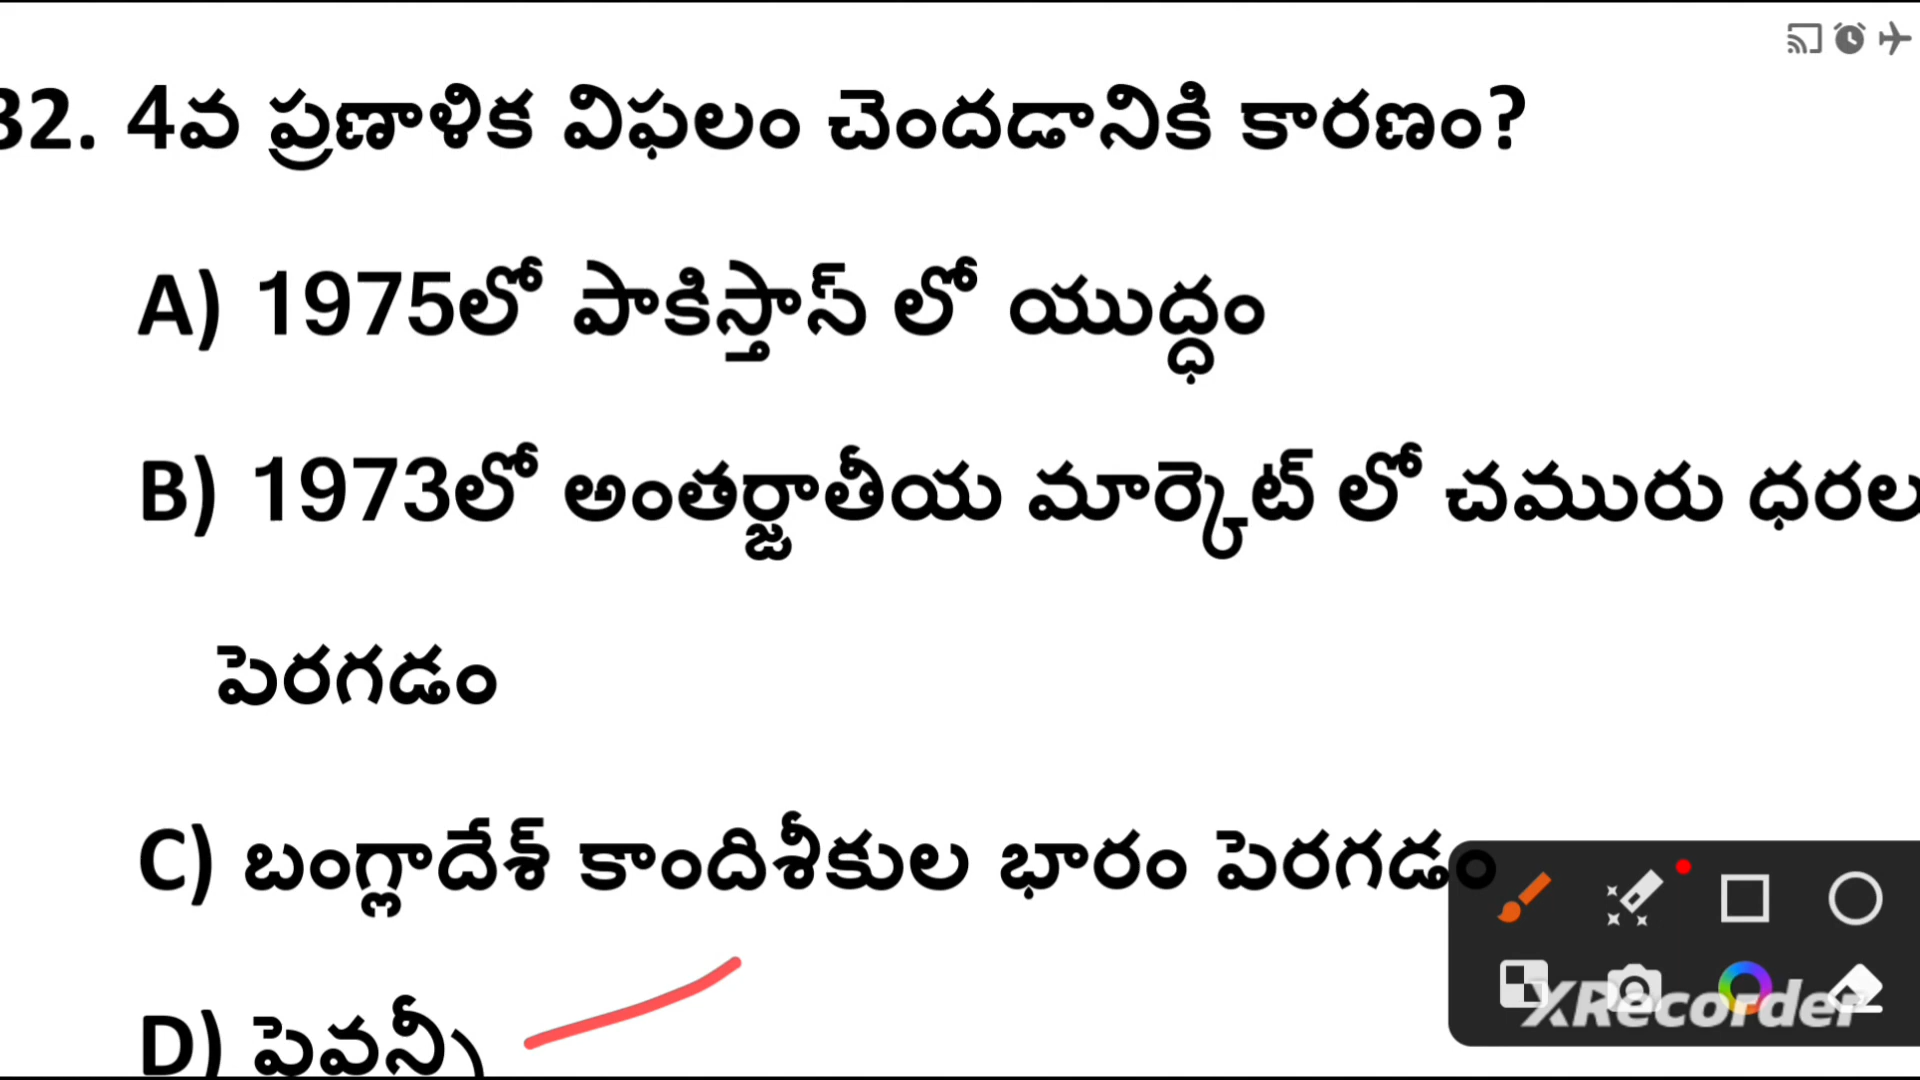 32. 4వ ప్రణాళిక విఫలం చెందడానికి కారణం?
A) 1975లో పాకిస్తాన్ లో యుద్ధం
B) 1973లో అంతర్జాతీయ మార్కెట్ లో చమురు ధరల
పెరగడం
C) బంగ్లాదేశ్ కాందిశీకుల భారం పెరగడం
D) పైవన్నీ
XRecorder